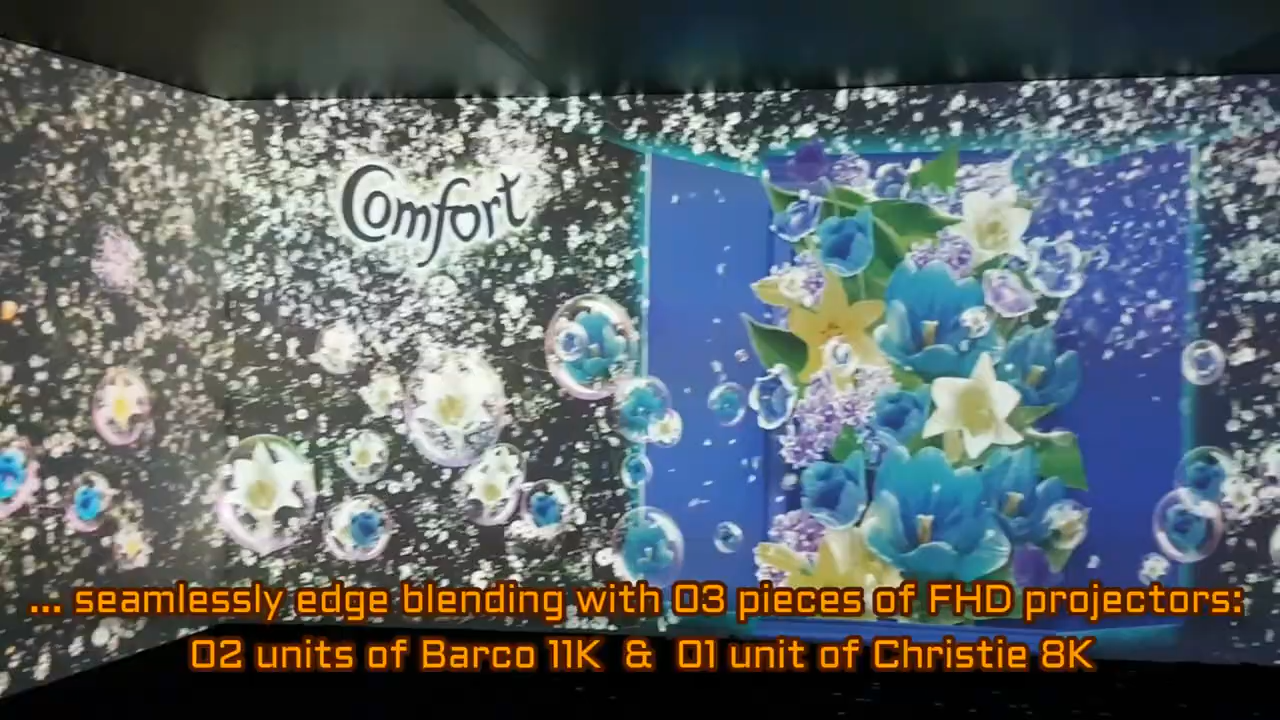 Comfort
... seamlessly edge blending with 03 pieces of FHD projectors:
02 units of Barco 11K & 01 unit of Christie 8K